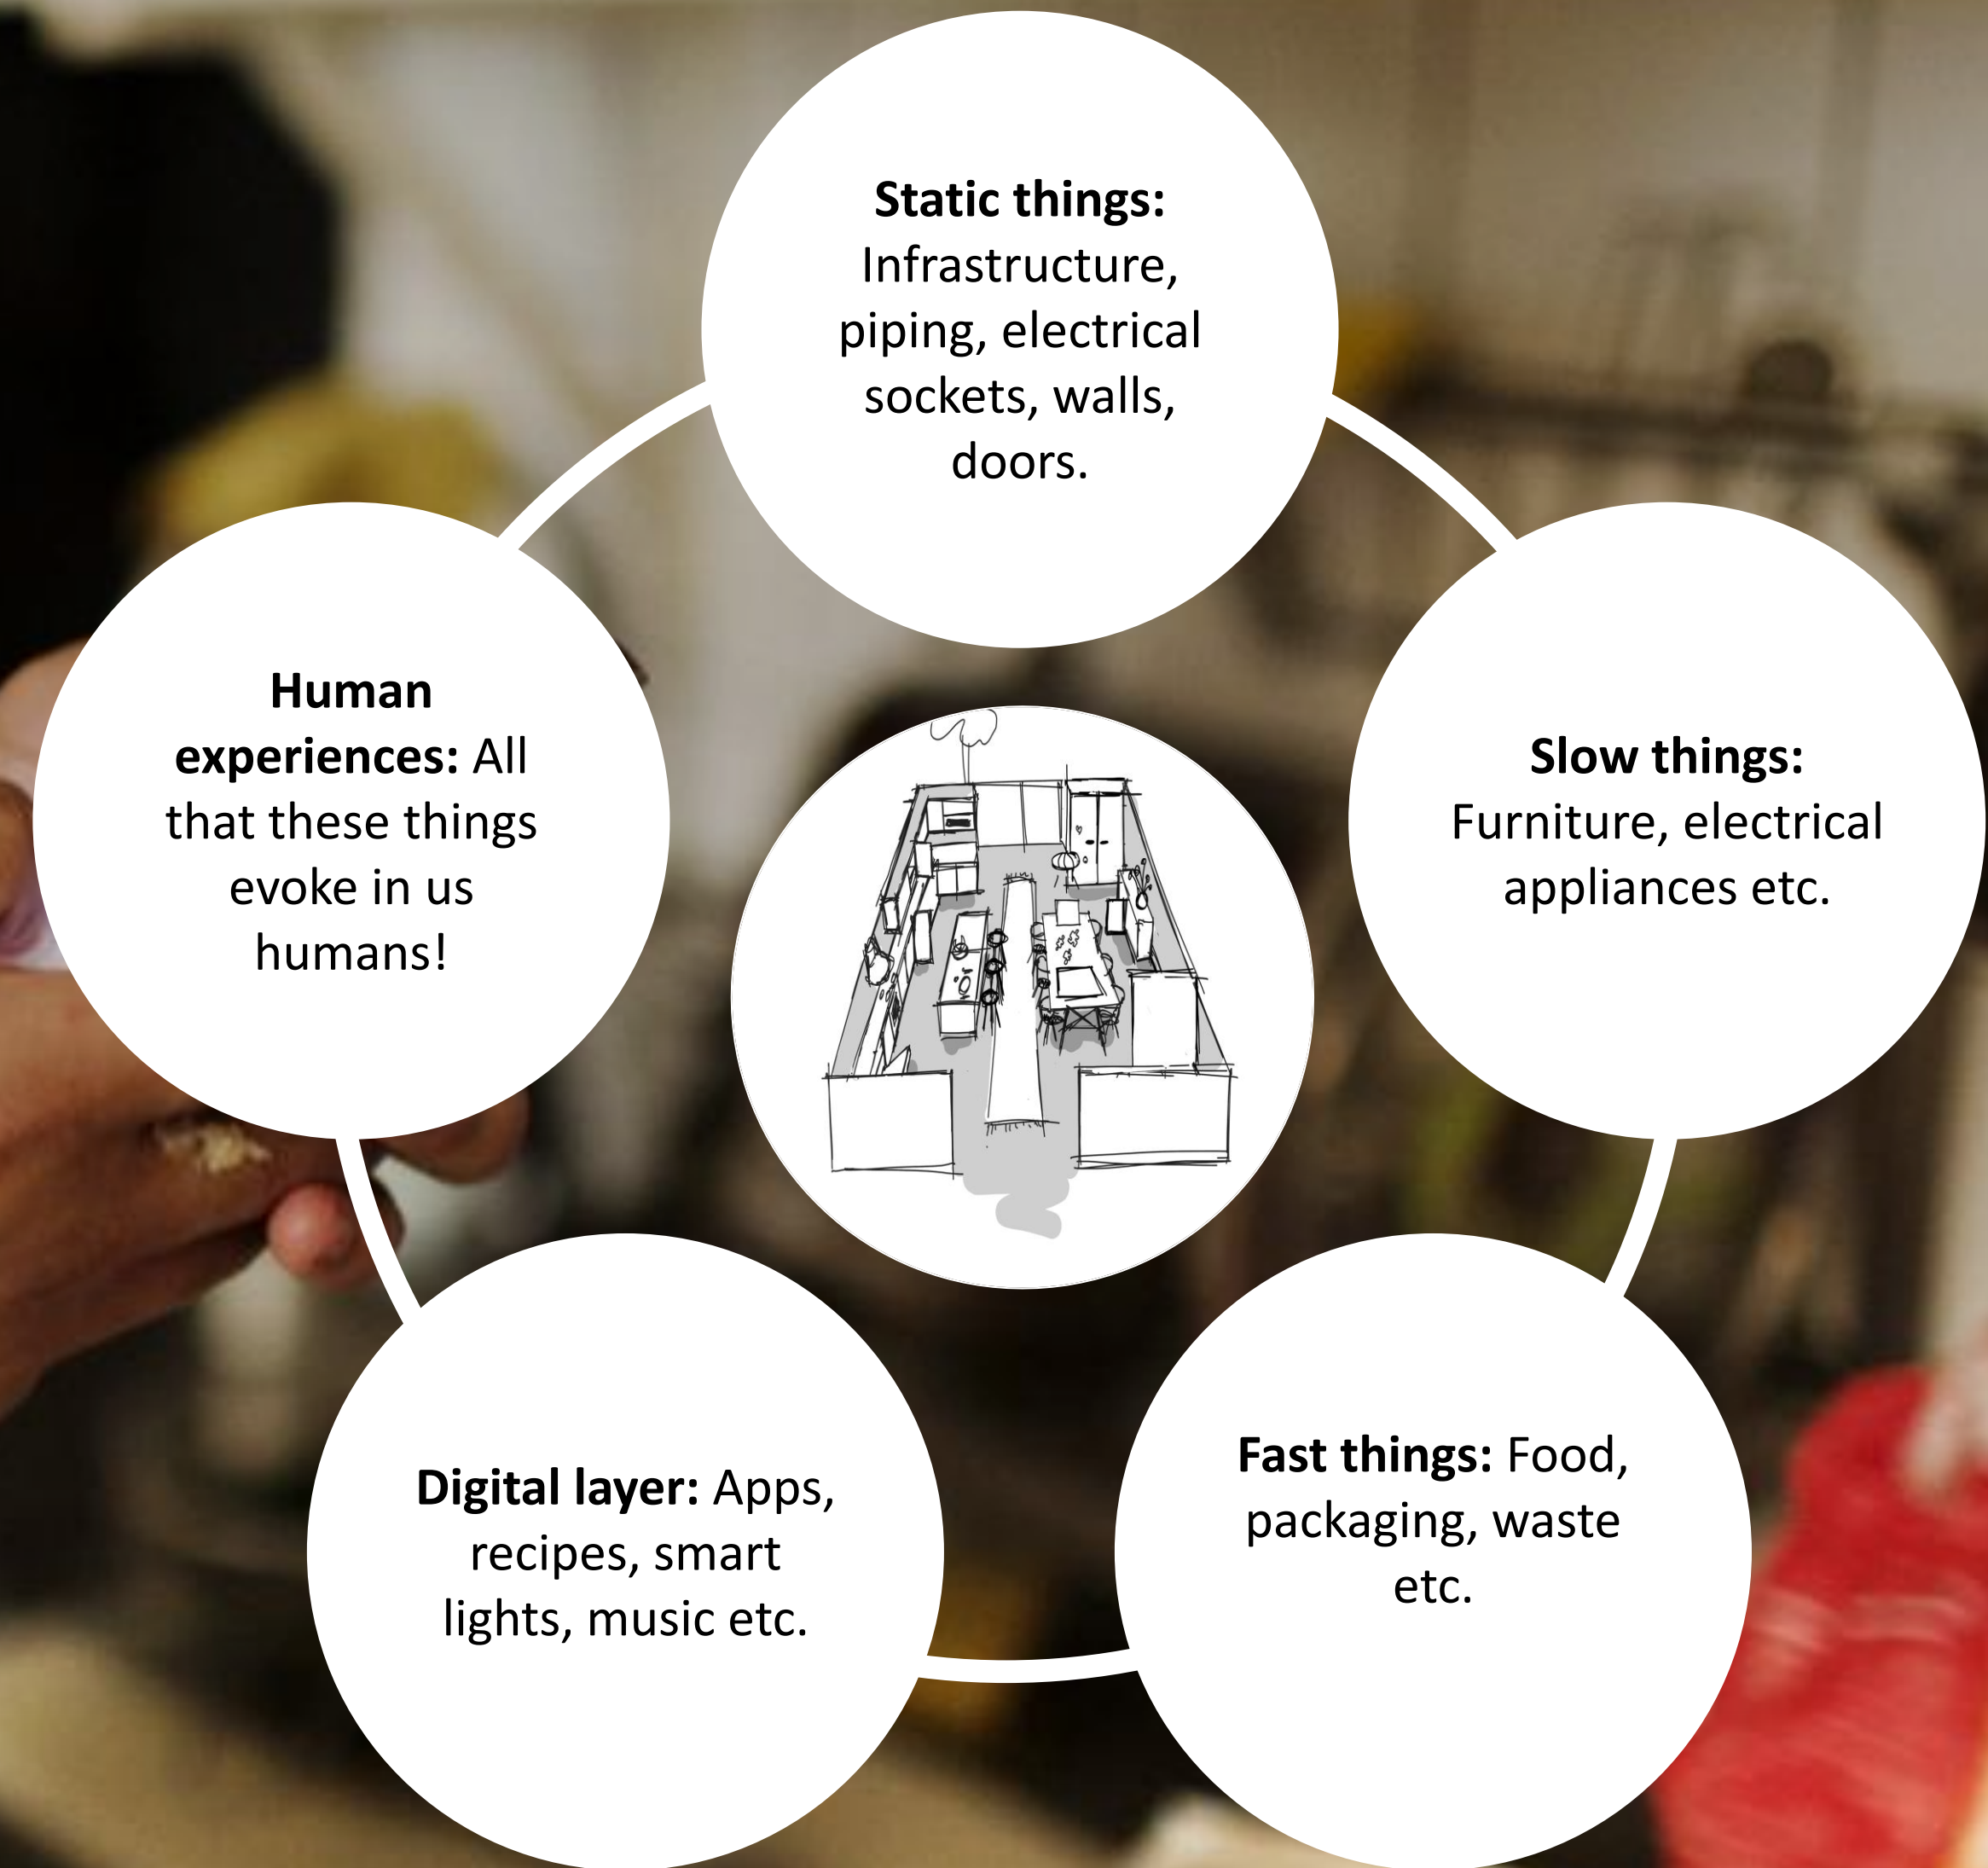 Static things:
Infrastructure,
piping, electrical
sockets, walls,
doors.
Slow things:
Furniture, electrical
appliances etc.
Fast things: Food,
packaging, waste
etc.
Digital layer: Apps,
recipes, smart
lights, music etc.
Human
experiences: All
that these things
evoke in us
humans!